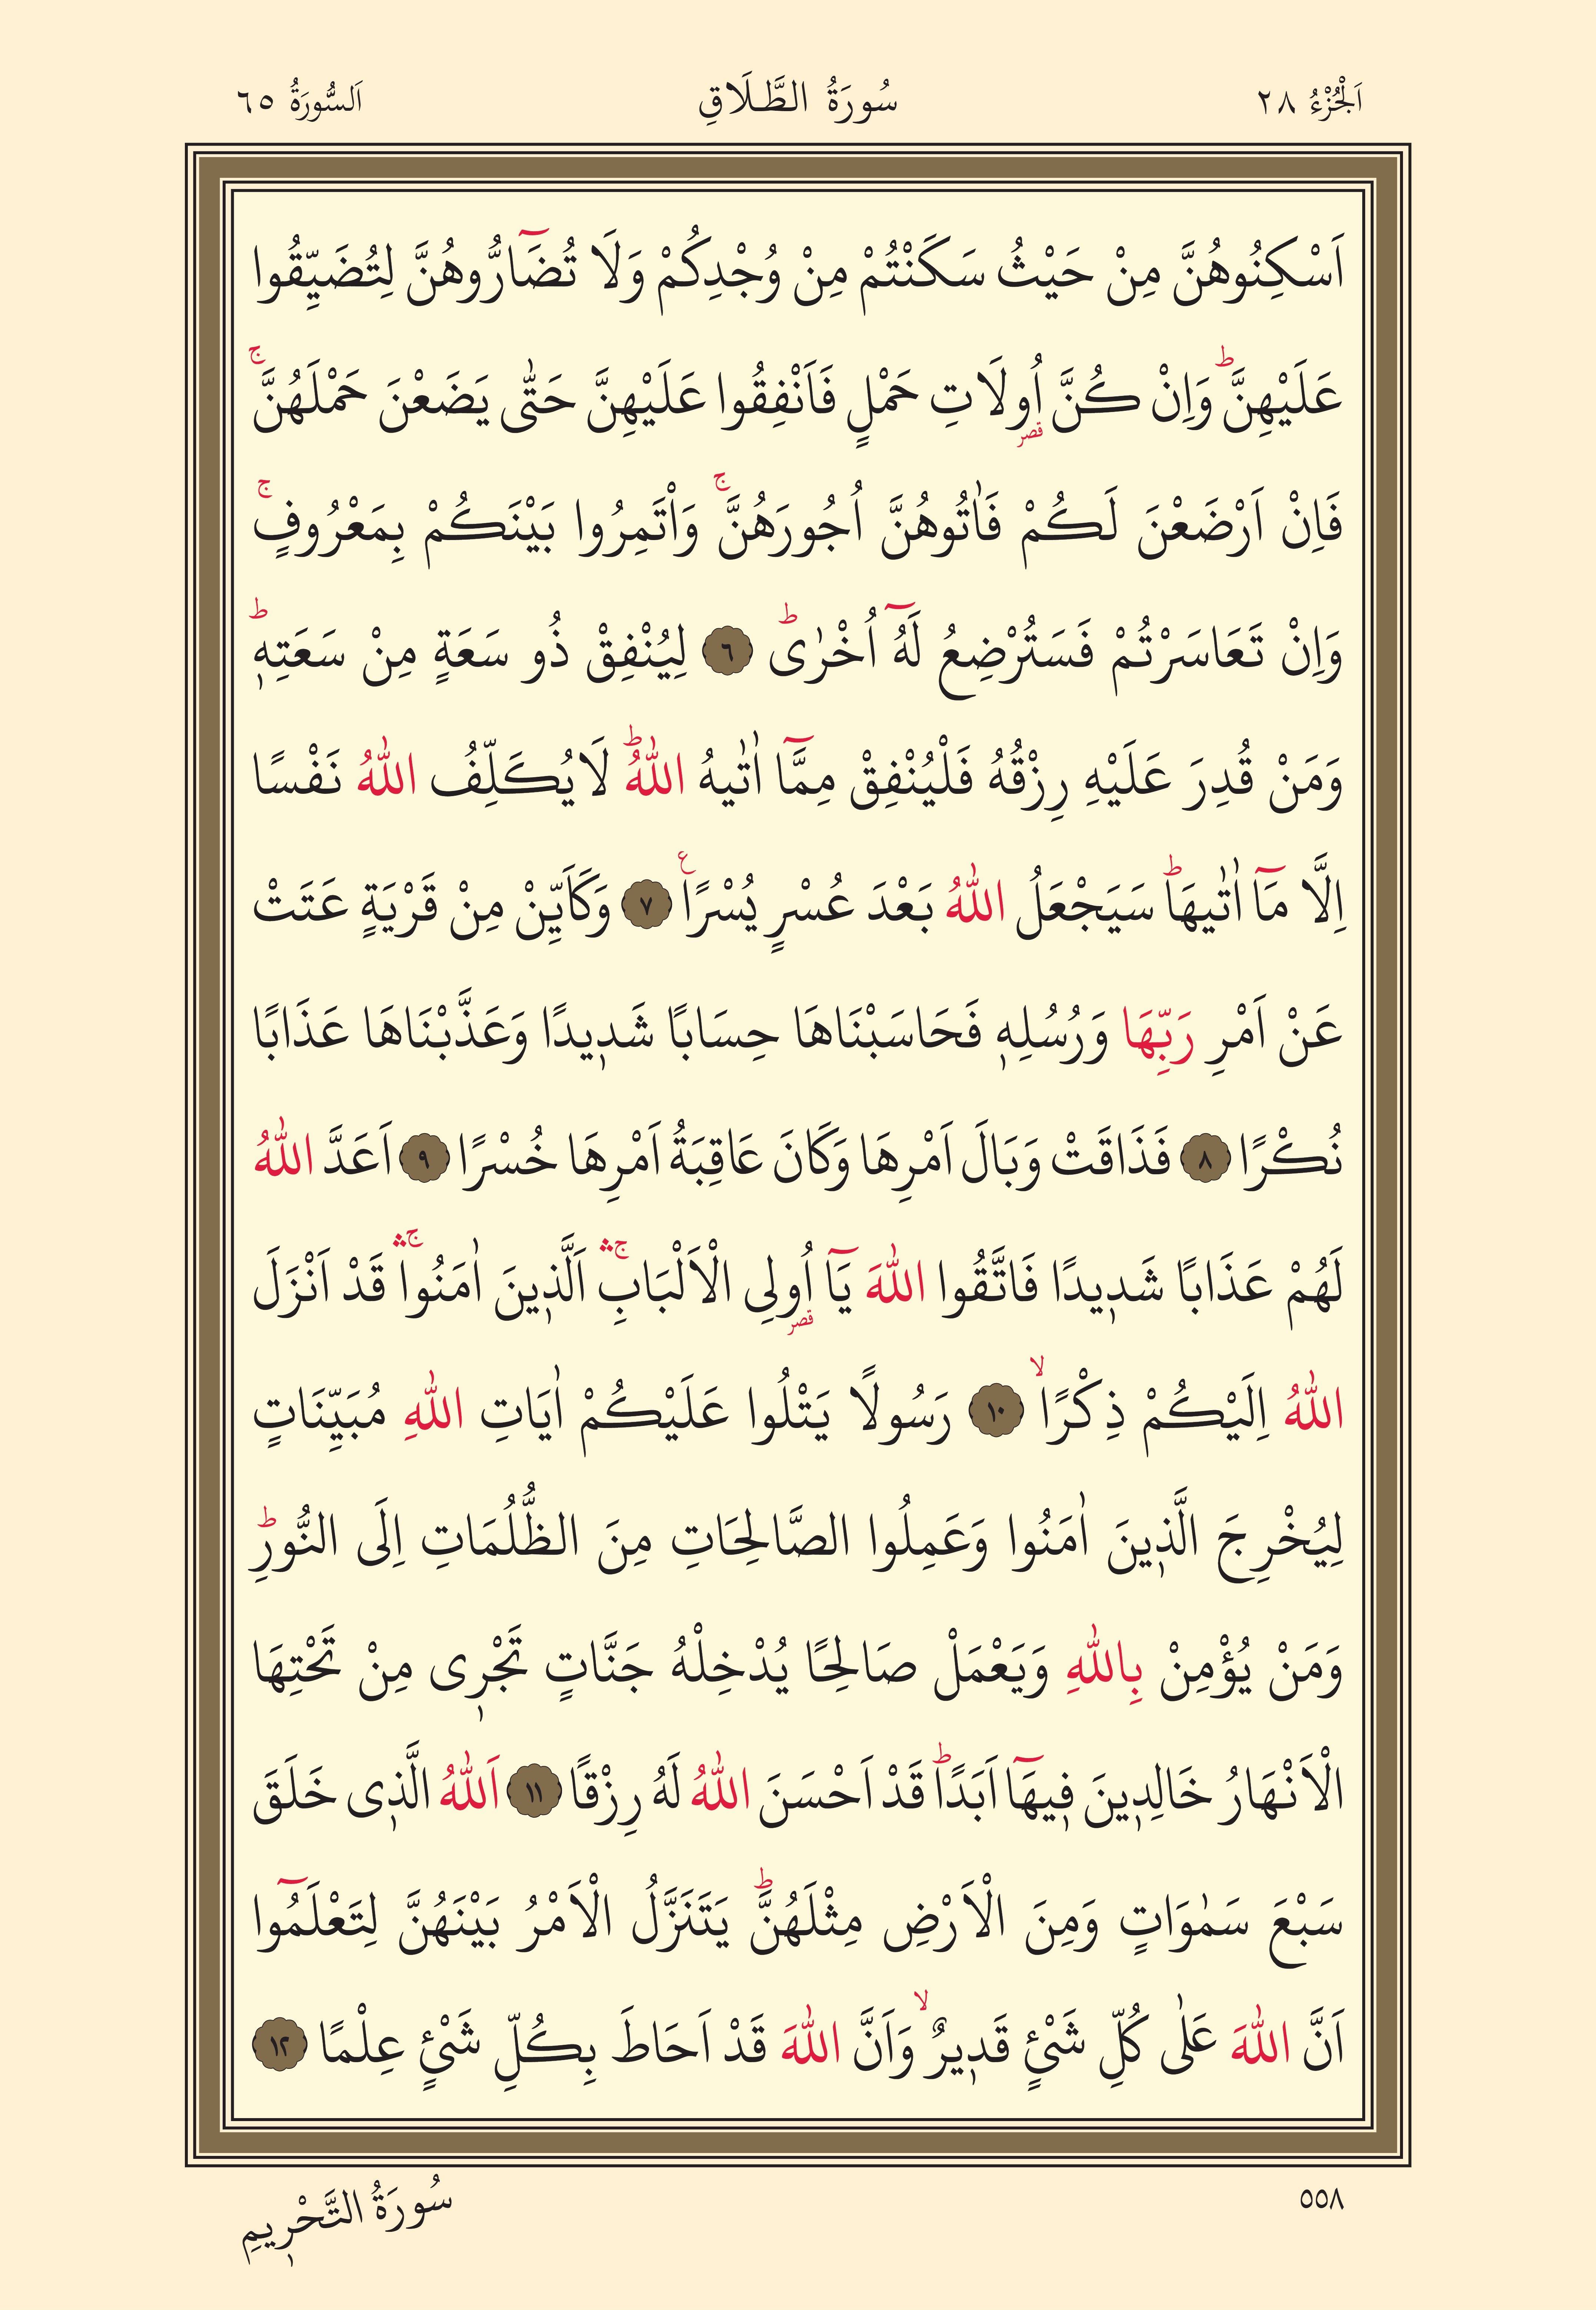 اَلْجُزْءُ ٢٨
سُورَةُ الطَّلَاقِ
اَلسُّورَةُ ٦٥
اَسْكِنُوهُنَّ مِنْ حَيْثُ سَكَنْتُمْ مِنْ وُجْدِكُمْ وَلَا تُضَٓارُّوهُنَّ لِتُضَيِّقُوا
عَلَيْهِنَّۜ وَاِنْ كُنَّ اُو۬لَاتِ حَمْلٍ فَاَنْفِقُوا عَلَيْهِنَّ حَتّٰى يَضَعْنَ حَمْلَهُنَّۚ
فَاِنْ اَرْضَعْنَ لَكُمْ فَاٰتُوهُنَّ اُجُورَهُنَّۚ وَاْتَمِرُوا بَيْنَكُمْ بِمَعْرُوفٍۚ
وَاِنْ تَعَاسَرْتُمْ فَسَتُرْضِعُ لَهُٓ اُخْرٰىۜ ٦ لِيُنْفِقْ ذُو سَعَةٍ مِنْ سَعَتِه۪ۜ
وَمَنْ قُدِرَ عَلَيْهِ رِزْقُهُ فَلْيُنْفِقْ مِمَّٓا اٰتٰيهُ اللّٰهُۜ لَا يُكَلِّفُ اللّٰهُ نَفْسًا
اِلَّا مَٓا اٰتٰيهَاۜ سَيَجْعَلُ اللّٰهُ بَعْدَ عُسْرٍ يُسْرًا۟ ٧ وَكَاَيِّنْ مِنْ قَرْيَةٍ عَتَتْ
عَنْ اَمْرِ رَبِّهَا وَرُسُلِه۪ فَحَاسَبْنَاهَا حِسَابًا شَد۪يدًا وَعَذَّبْنَاهَا عَذَابًا
نُكْرًا ٨ فَذَاقَتْ وَبَالَ اَمْرِهَا وَكَانَ عَاقِبَةُ اَمْرِهَا خُسْرًا ٩ اَعَدَّ اللّٰهُ
لَهُمْ عَذَابًا شَد۪يدًا فَاتَّقُوا اللّٰهَ يَٓا اُو۬لِى الْاَلْبَابِۚۛ اَلَّذ۪ينَ اٰمَنُواۚۛ قَدْ اَنْزَلَ
اللّٰهُ اِلَيْكُمْ ذِكْرًاۙ ١٠ رَسُولًا يَتْلُوا عَلَيْكُمْ اٰيَاتِ اللّٰهِ مُبَيِّنَاتٍ
لِيُخْرِجَ الَّذ۪ينَ اٰمَنُوا وَعَمِلُوا الصَّالِحَاتِ مِنَ الظُّلُمَاتِ اِلَى النُّورِۜ
وَمَنْ يُؤْمِنْ بِاللّٰهِ وَيَعْمَلْ صَالِحًا يُدْخِلْهُ جَنَّاتٍ تَجْر۪ى مِنْ تَحْتِهَا
الْاَنْهَارُ خَالِد۪ينَ ف۪يهَٓا اَبَدًاۜ قَدْ اَحْسَنَ اللّٰهُ لَهُ رِزْقًا ١١ اَللّٰهُ الَّذ۪ى خَلَقَ
سَبْعَ سَمٰوَاتٍ وَمِنَ الْاَرْضِ مِثْلَهُنَّۜ يَتَنَزَّلُ الْاَمْرُ بَيْنَهُنَّ لِتَعْلَمُٓوا
اَنَّ اللّٰهَ عَلٰى كُلِّ شَىْءٍ قَد۪يرٌۙ وَاَنَّ اللّٰهَ قَدْ اَحَاطَ بِكُلِّ شَىْءٍ عِلْمًا ١٢
٥٥٨
سُورَةُ التَّحْر۪يمِ